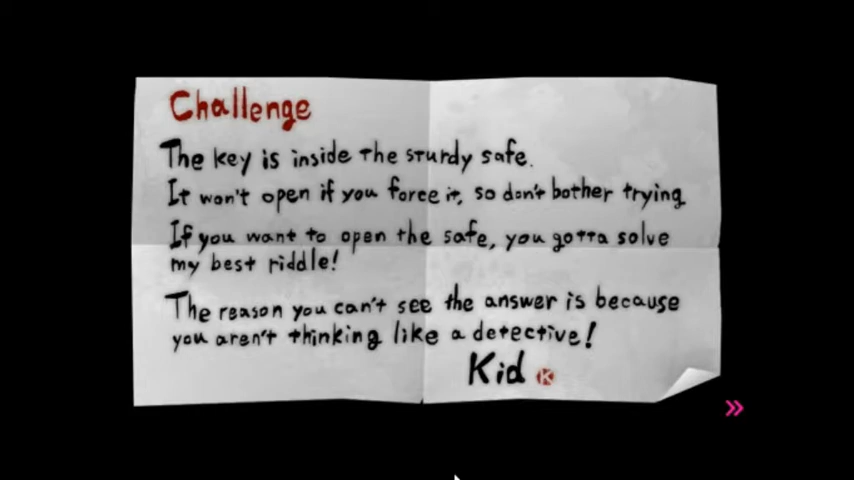 Challenge
The key is inside the sturdy safe.
It won't open if you force it, so don't bother trying.
If you want to open the safe, you gotta solve
my best riddle!
The reason you can't see the answer is because
you aren't thinking like a detective!
Kid K